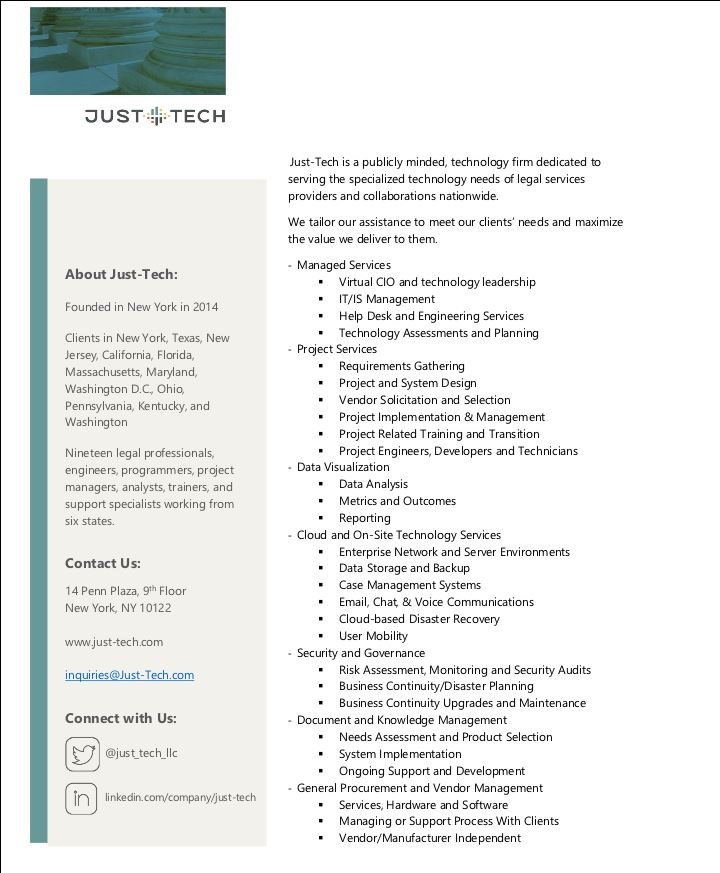 JUST TECH
Just-Tech is a publicly minded, technology firm dedicated to
serving the specialized technology needs of legal services
providers and collaborations nationwide.
We tailor our assistance to meet our clients’ needs and maximize
the value we deliver to them.
- Managed Services
▪ Virtual CIO and technology leadership
▪ IT/IS Management
▪ Help Desk and Engineering Services
▪ Technology Assessments and Planning
- Project Services
▪ Requirements Gathering
▪ Project and System Design
▪ Vendor Solicitation and Selection
▪ Project Implementation & Management
▪ Project Related Training and Transition
▪ Project Engineers, Developers and Technicians
- Data Visualization
▪ Data Analysis
▪ Metrics and Outcomes
▪ Reporting
- Cloud and On-Site Technology Services
▪ Enterprise Network and Server Environments
▪ Data Storage and Backup
▪ Case Management Systems
▪ Email, Chat, & Voice Communications
▪ Cloud-based Disaster Recovery
▪ User Mobility
- Security and Governance
▪ Risk Assessment, Monitoring and Security Audits
▪ Business Continuity/Disaster Planning
▪ Business Continuity Upgrades and Maintenance
- Document and Knowledge Management
▪ Needs Assessment and Product Selection
▪ System Implementation
▪ Ongoing Support and Development
- General Procurement and Vendor Management
▪ Services, Hardware and Software
▪ Managing or Support Process With Clients
▪ Vendor/Manufacturer Independent
About Just-Tech:
Founded in New York in 2014
Clients in New York, Texas, New
Jersey, California, Florida,
Massachusetts, Maryland,
Washington D.C., Ohio,
Pennsylvania, Kentucky, and
Washington
Nineteen legal professionals,
engineers, programmers, project
managers, analysts, trainers, and
support specialists working from
six states.
Contact Us:
14 Penn Plaza, 9th Floor
New York, NY 10122
www.just-tech.com
inquiries@Just-Tech.com
Connect with Us:
@just_tech_llc
in linkedin.com/company/just-tech